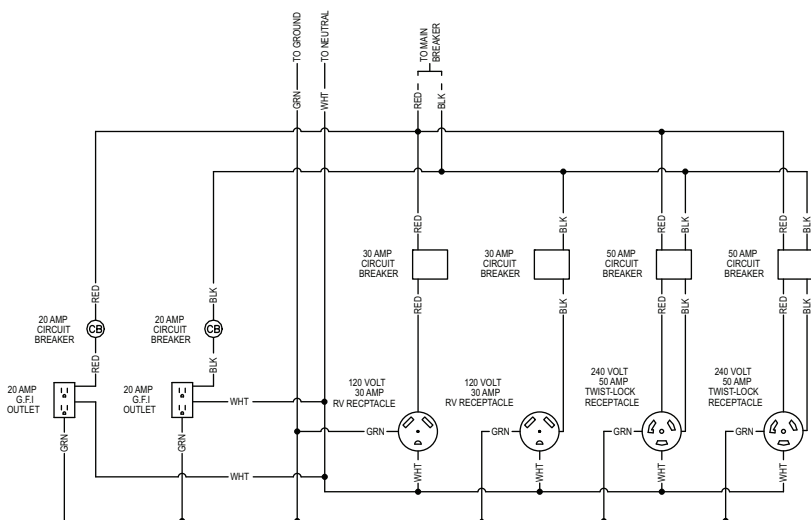 TO GROUND
TO NEUTRAL
TO MAIN
BREAKER
GRN
WHT
RED
BLK
RED
BLK
RED
BLK
RED
BLK
30 AMP
CIRCUIT
BREAKER
30 AMP
CIRCUIT
BREAKER
50 AMP
CIRCUIT
BREAKER
50 AMP
CIRCUIT
BREAKER
RED
BLK
RED
BLK
RED
BLK
RED
BLK
20 AMP
CIRCUIT
BREAKER
CB
20 AMP
CIRCUIT
BREAKER
CB
RED
BLK
20 AMP
G.F.I
OUTLET
20 AMP
G.F.I
OUTLET
WHT
120 VOLT
30 AMP
RV RECPTACLE
120 VOLT
30 AMP
RV RECEPTACLE
240 VOLT
50 AMP
TWIST-LOCK
RECEPTACLE
240 VOLT
50 AMP
TWIST-LOCK
RECEPTACLE
GRN
GRN
GRN
GRN
GRN
GRN
WHT
WHT
WHT
WHT
WHT